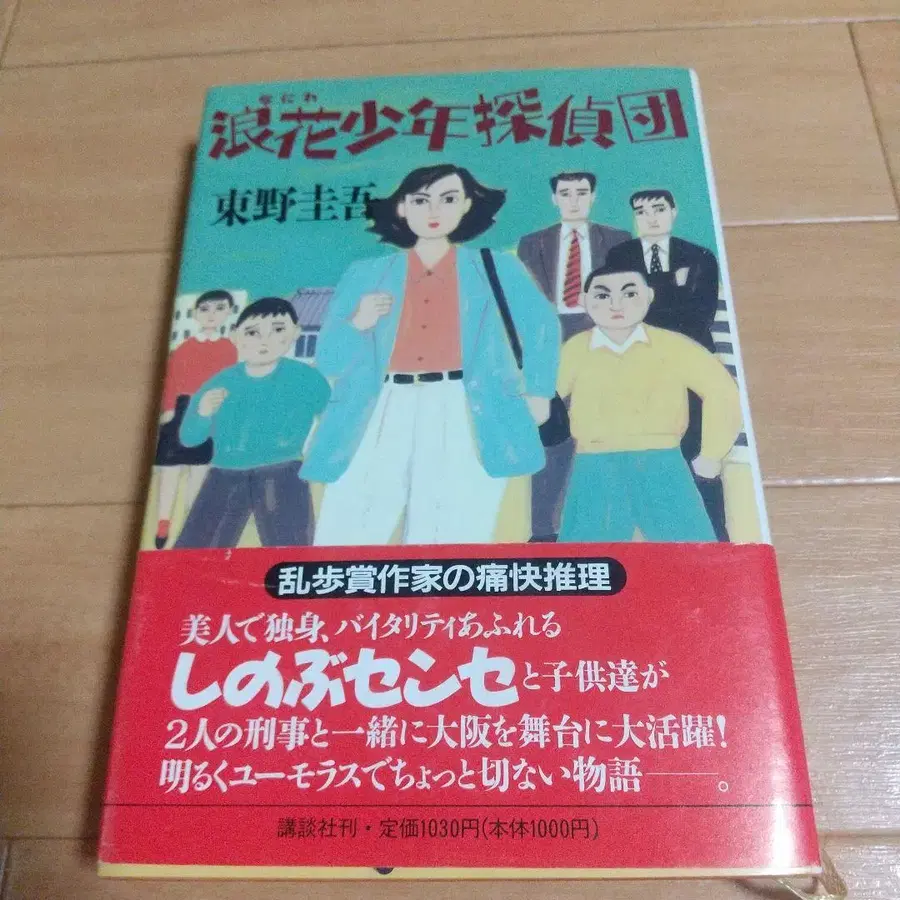 なにわ
浪花少年探偵団
東野圭吾
乱歩賞作家の痛快推理
美人で独身、バイタリティあふれる
しのぶセンセと子供達が
2人の刑事と一緒に大阪を舞台に大活躍!
明るくユーモラスでちょっと切ない物語――。
講談社刊・定価1030円(本体1000円)